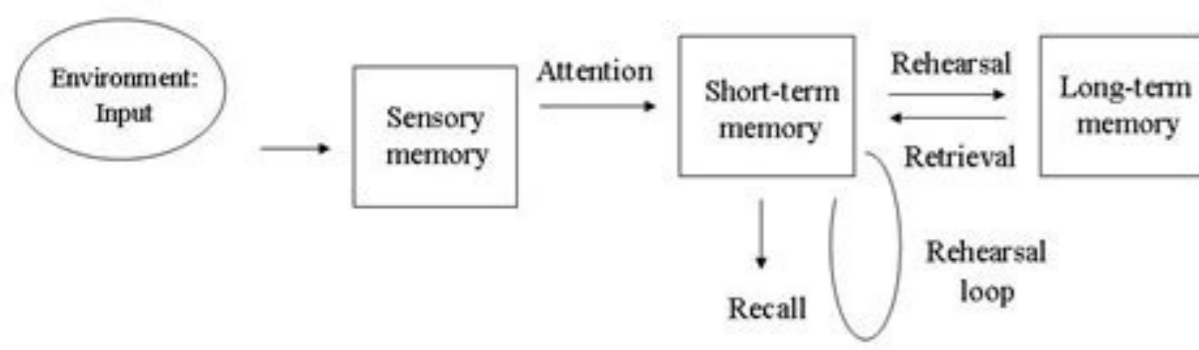 Environment:
Input
Sensory
memory
Attention
Short-term
memory
Rehearsal
Retrieval
Long-term
memory
Recall
Rehearsal
loop